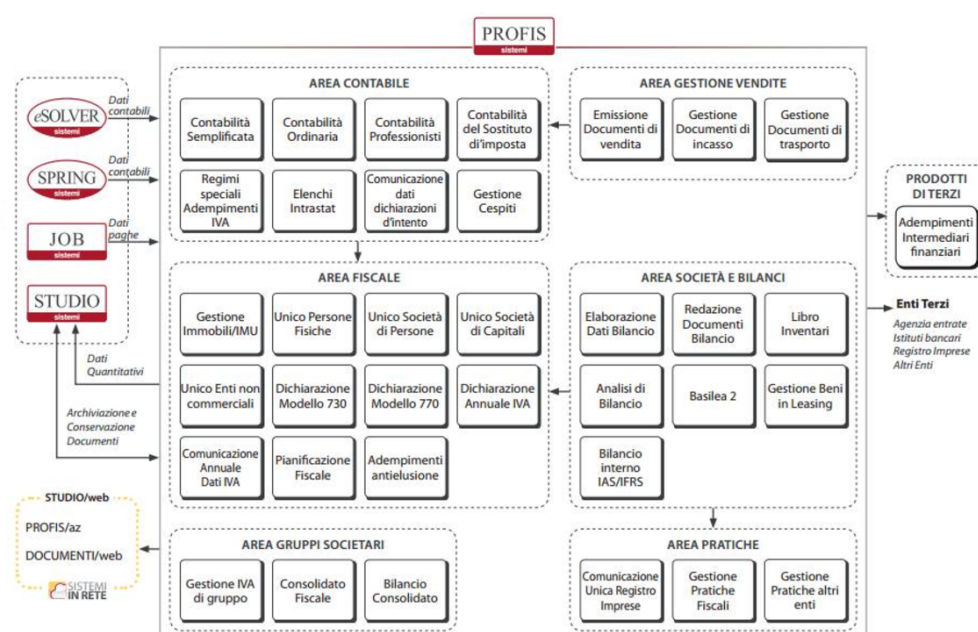 PROFIS
sistemi
eSOLVER
sistemi
Dati
contabili
SPRING
sistemi
Dati
contabili
JOB
sistemi
Dati
paghe
STUDIO
sistemi
Dati
Quantitativi
Archiviazione e
Conservazione
Documenti
STUDIO/web
PROFIS/az
DOCUMENTI/web
SISTEMI
IN RETE
AREA CONTABILE
Contabilità
Semplificata
Contabilità
Ordinaria
Contabilità
Professionisti
Contabilità
del Sostituto
di'imposta
Regimi
speciali
Adempimenti
IVA
Elenchi
Intrastat
Comunicazione
dati
dichiarazioni
d'intento
Gestione
Cespiti
AREA GESTIONE VENDITE
Emissione
Documenti di
vendita
Gestione
Documenti di
incasso
Gestione
Documenti di
trasporto
AREA FISCALE
Gestione
Immobili/IMU
Unico Persone
Fisiche
Unico Società
di Persone
Unico Società
di Capitali
Unico Enti non
commerciali
Dichiarazione
Modello 730
Dichiarazione
Modello 770
Dichiarazione
Annuale IVA
Comunicazione
Annuale
Dati IVA
Pianificazione
Fiscale
Adempimenti
antielusione
AREA SOCIETÀ E BILANCI
Elaborazione
Dati Bilancio
Redazione
Documenti
Bilancio
Libro
Inventari
Analisi di
Bilancio
Basilea 2
Gestione Beni
in Leasing
Bilancio
interno
IAS/IFRS
AREA GRUPPI SOCIETARI
Gestione IVA
di gruppo
Consolidato
Fiscale
Bilancio
Consolidato
AREA PRATICHE
Comunicazione
Unica Registro
Imprese
Gestione
Pratiche
Fiscali
Gestione
Pratiche altri
enti
PRODOTTI
DI TERZI
Adempimenti
Intermediari
finanziari
Enti Terzi
Agenzia entrate
Istituti bancari
Registro Imprese
Altri Enti